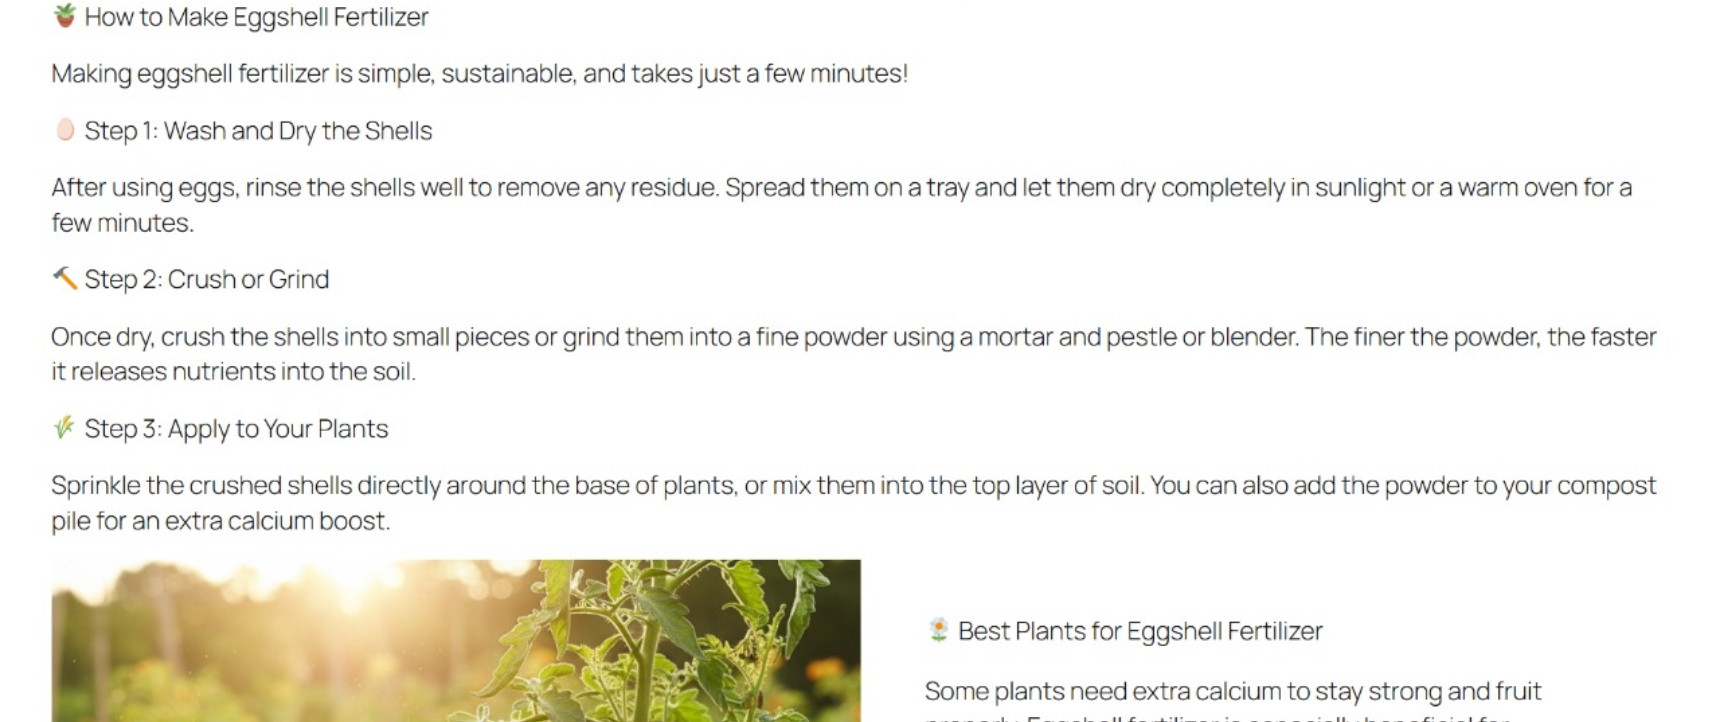 🪴 How to Make Eggshell Fertilizer
Making eggshell fertilizer is simple, sustainable, and takes just a few minutes!
🥚 Step 1: Wash and Dry the Shells
After using eggs, rinse the shells well to remove any residue. Spread them on a tray and let them dry completely in sunlight or a warm oven for a
few minutes.
🔨 Step 2: Crush or Grind
Once dry, crush the shells into small pieces or grind them into a fine powder using a mortar and pestle or blender. The finer the powder, the faster
it releases nutrients into the soil.
🌾 Step 3: Apply to Your Plants
Sprinkle the crushed shells directly around the base of plants, or mix them into the top layer of soil. You can also add the powder to your compost
pile for an extra calcium boost.
🌼 Best Plants for Eggshell Fertilizer
Some plants need extra calcium to stay strong and fruit
properly. Eggshell fertilizer is especially beneficial for